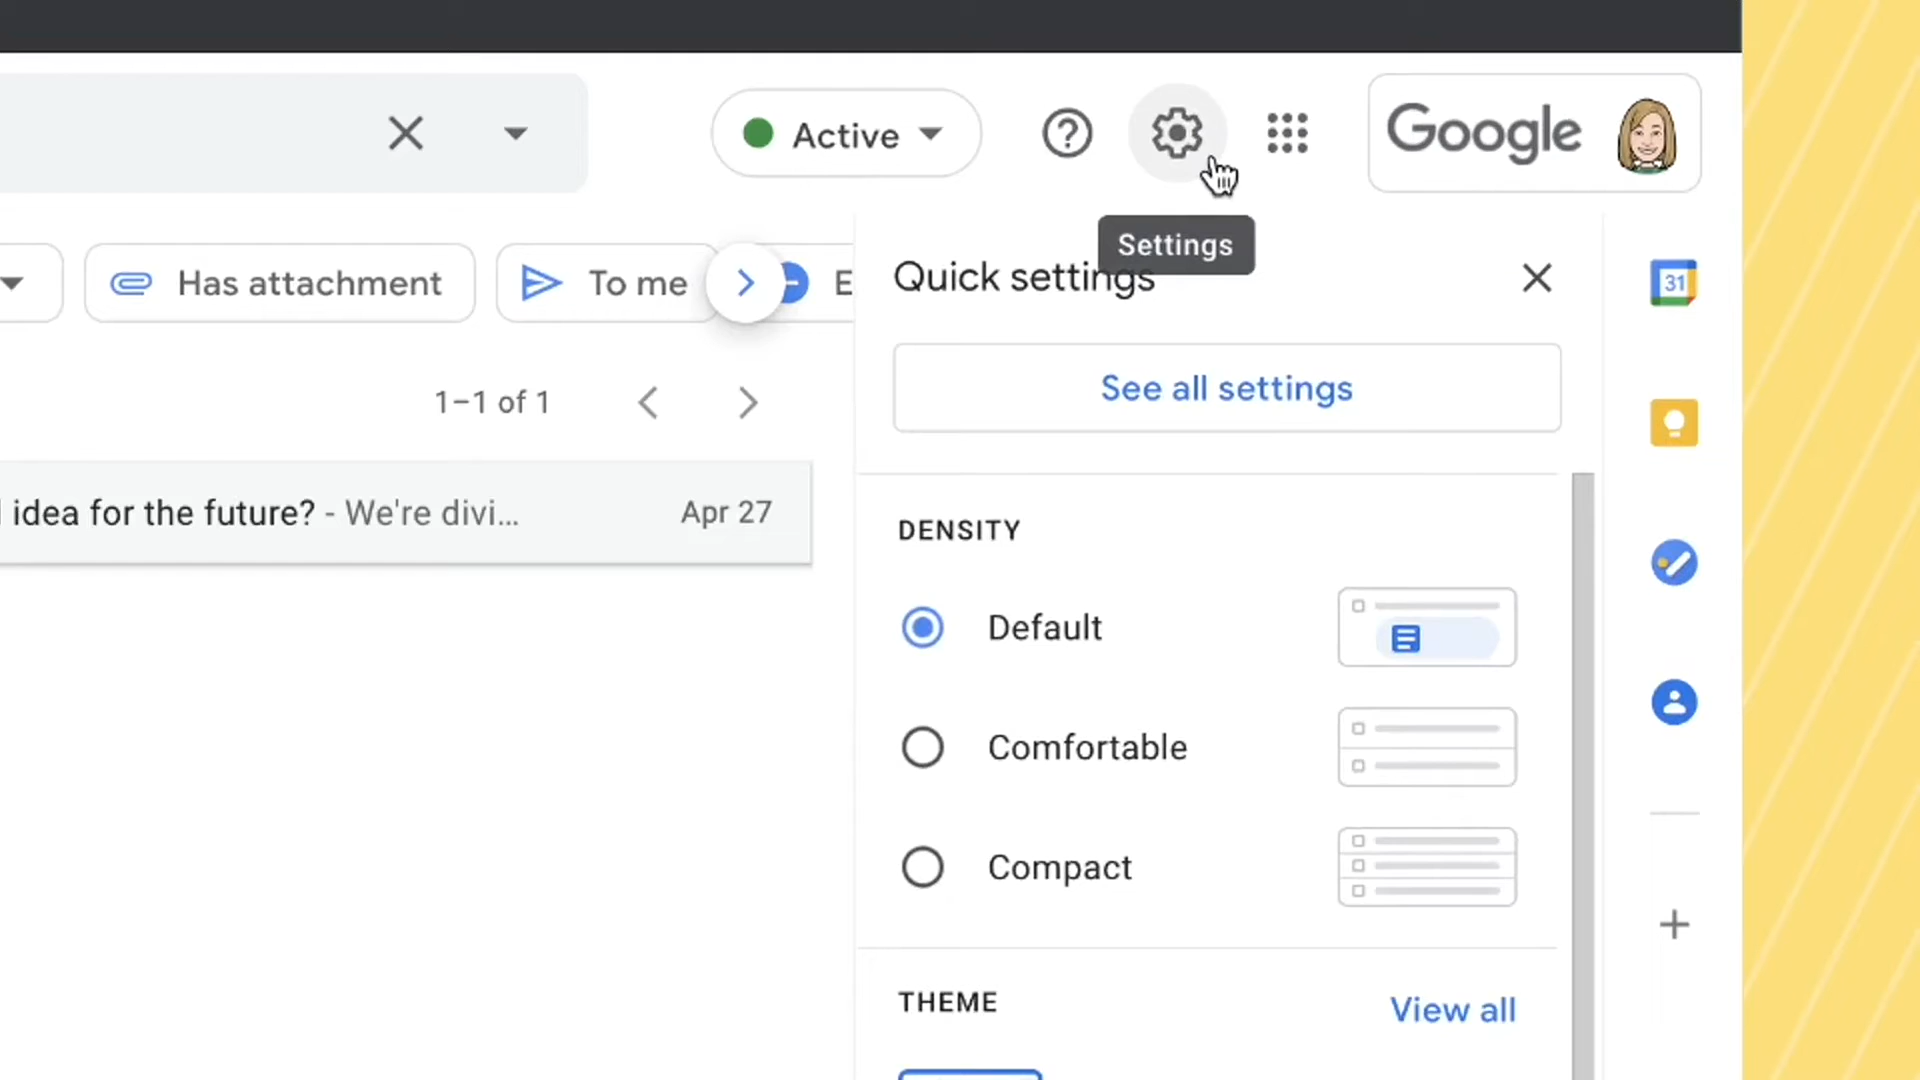 Active
Google
Settings
Has attachment
To me
E
Quick settings
31
See all settings
1–1 of 1
idea for the future? - We're divi...
Apr 27
DENSITY
Default
Comfortable
Compact
THEME
View all